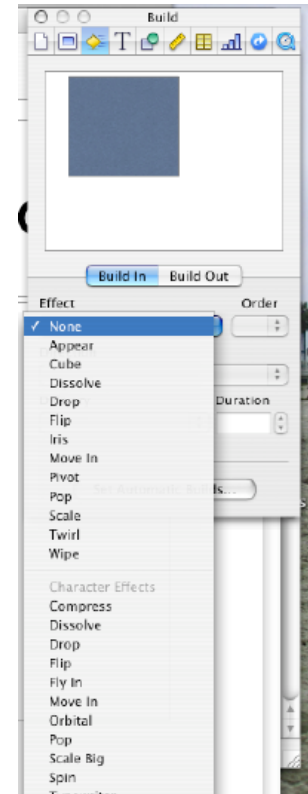 Build
T
Build In Build Out
Effect Order
✓ None
Appear
Cube
Dissolve
Drop Duration
Flip
Iris
Move In
Pivot
Pop
Scale
Twirl
Wipe
Character Effects
Compress
Dissolve
Drop
Flip
Fly In
Move In
Orbital
Pop
Scale Big
Spin